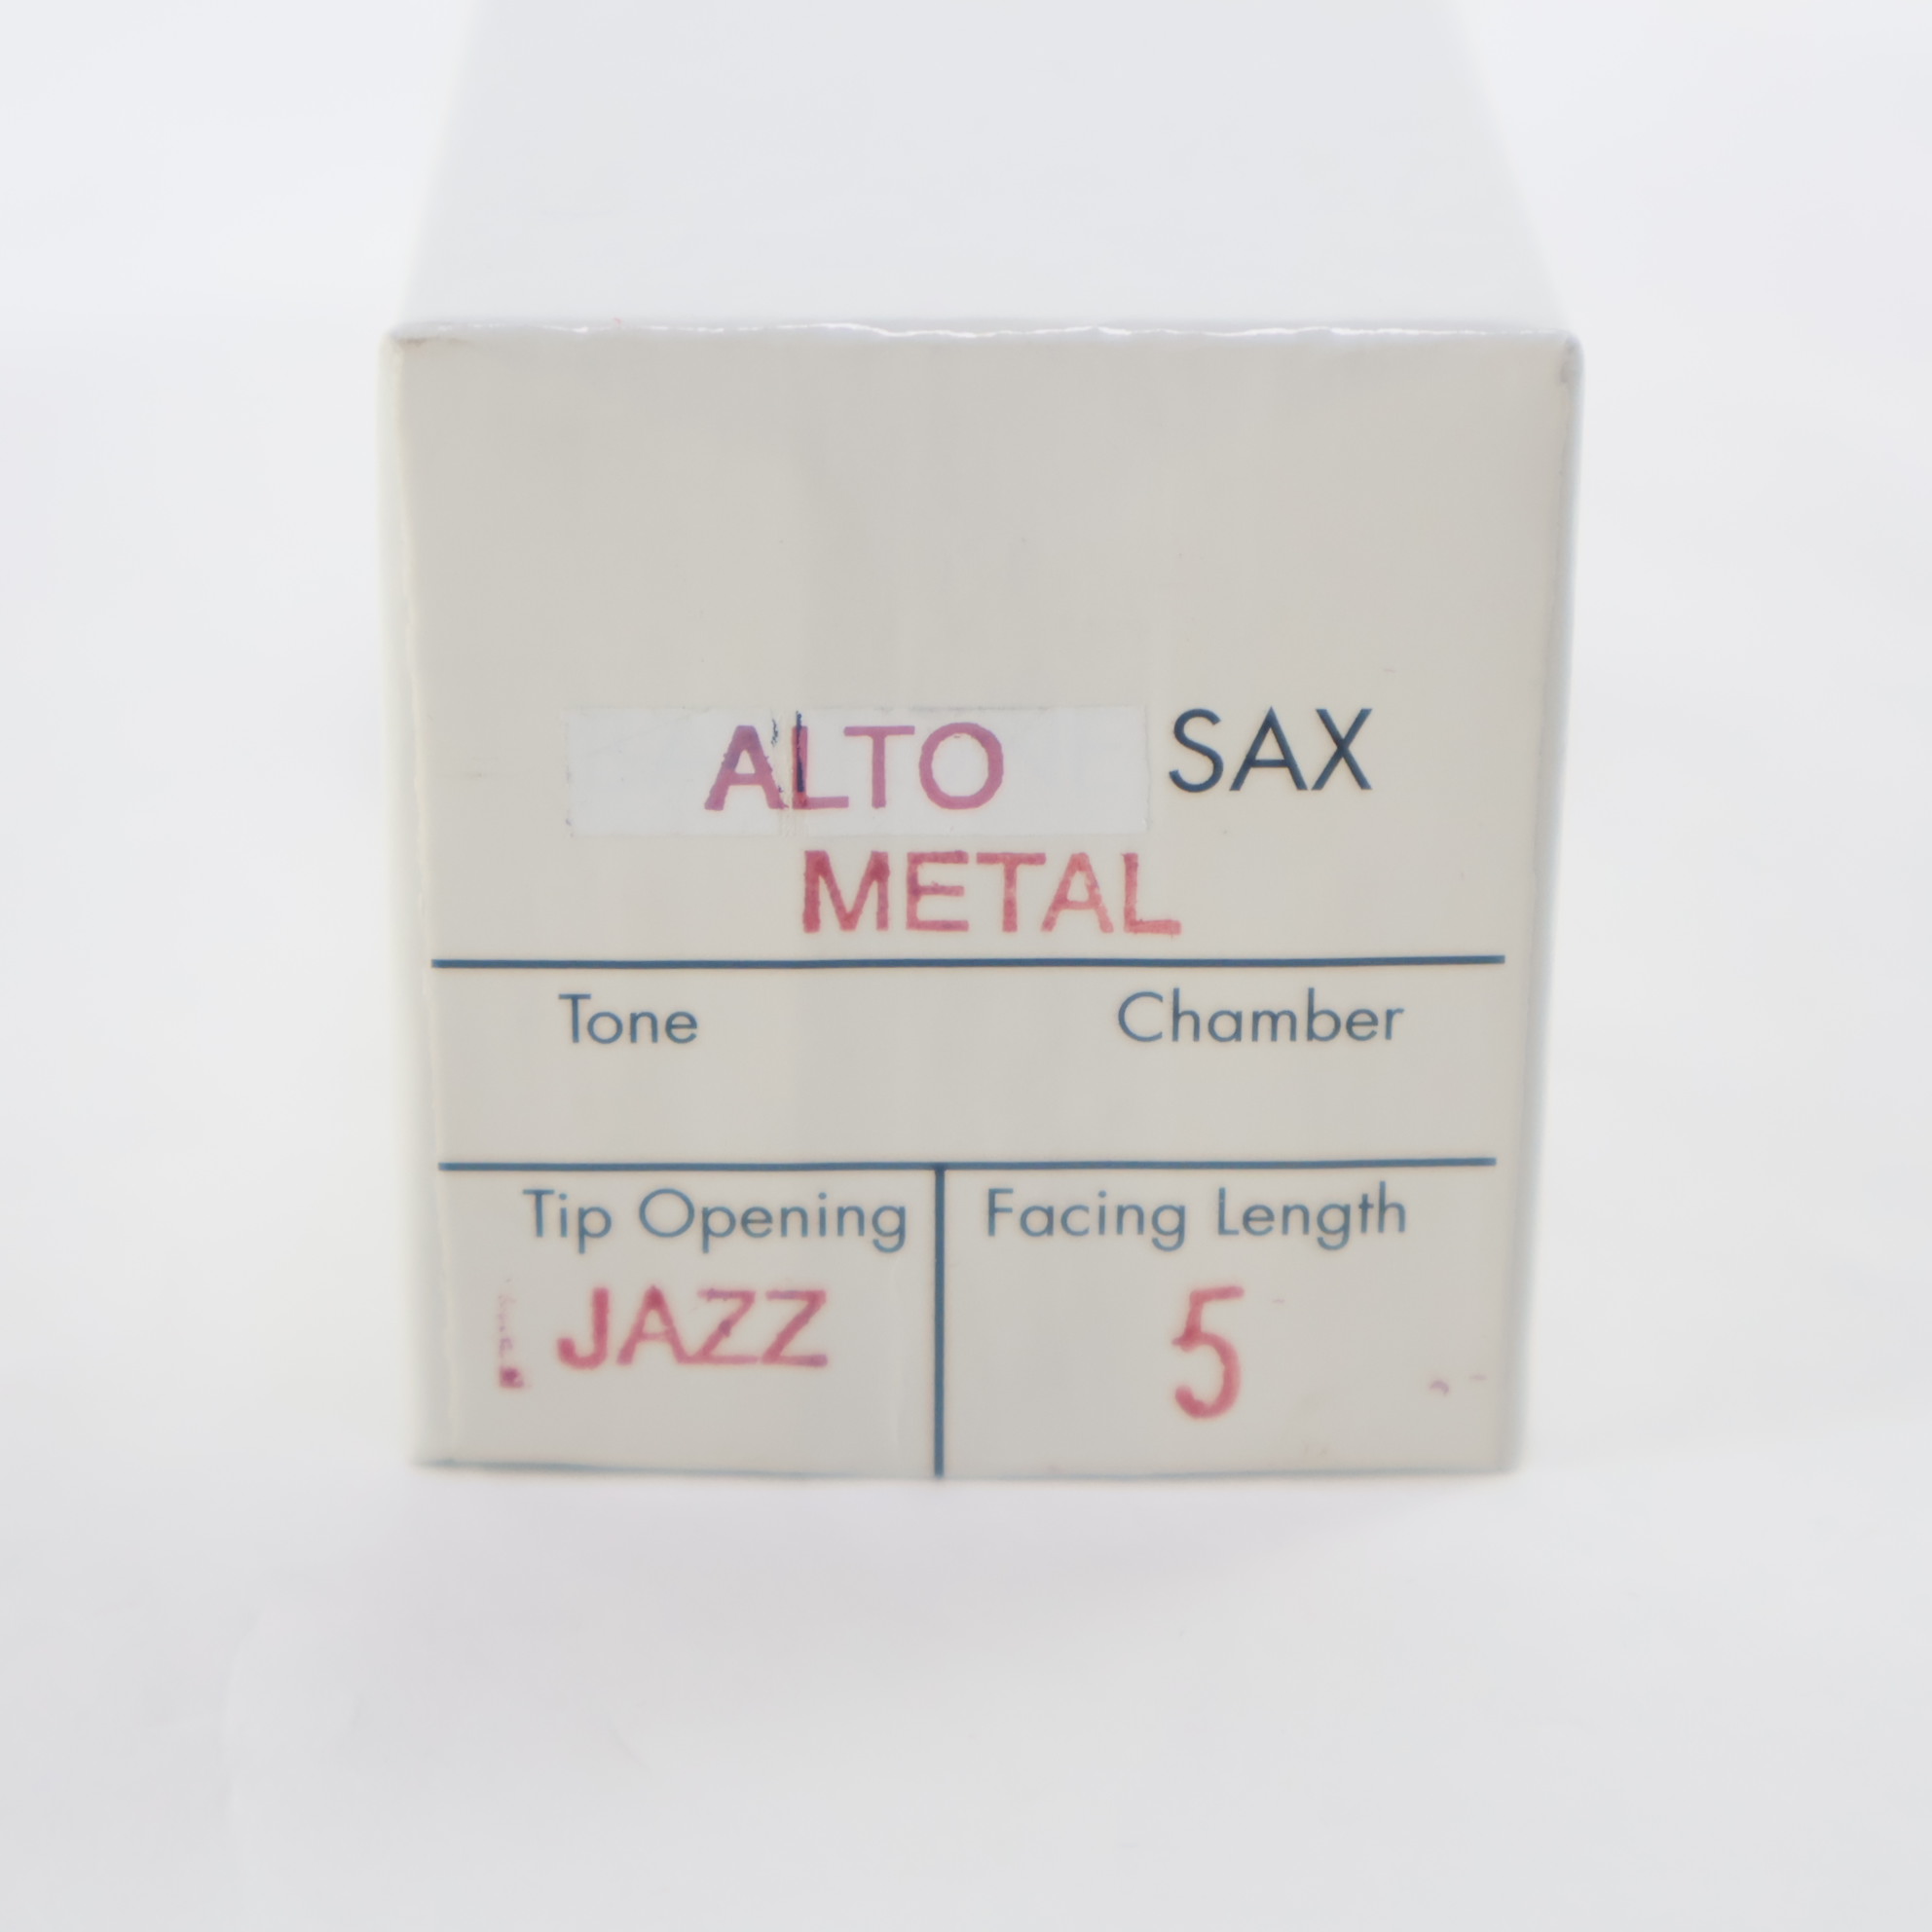 ALTO SAX
METAL
Tone Chamber
Tip Opening Facing Length
JAZZ 5